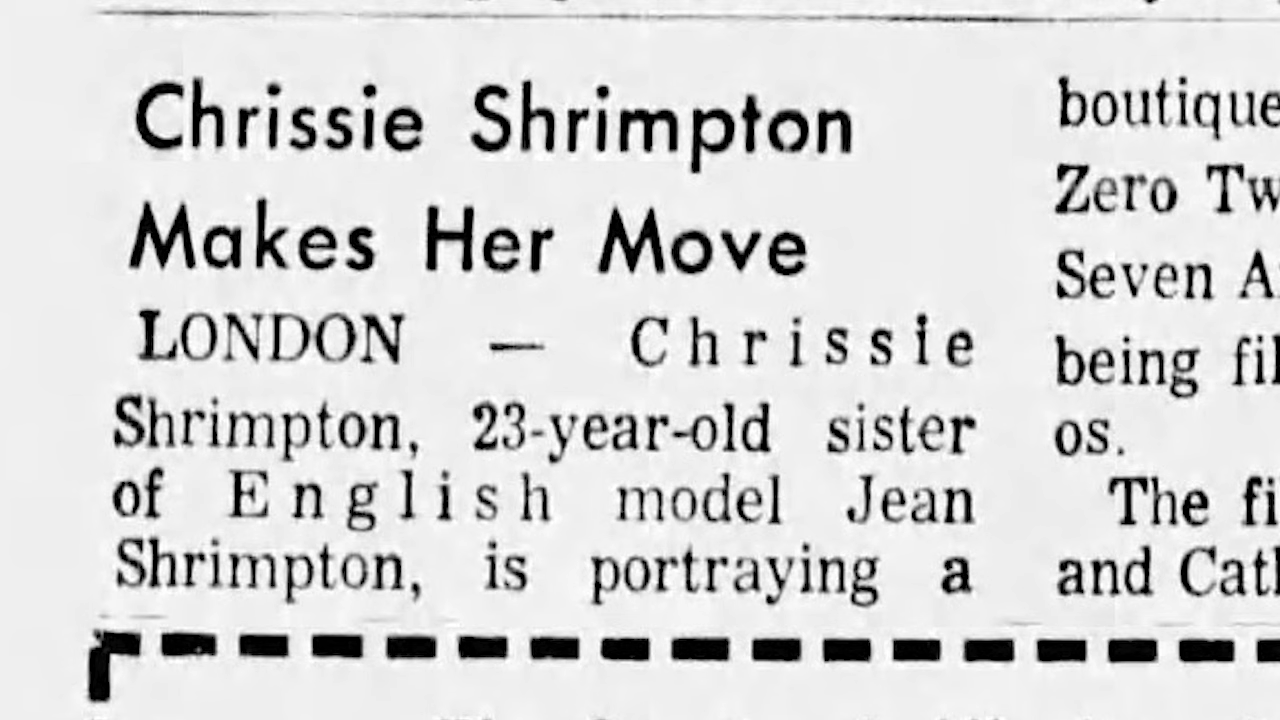 Chrissie Shrimpton
Makes Her Move
LONDON — Chrissie
Shrimpton, 23-year-old sister
of English model Jean
Shrimpton, is portraying a
boutique
Zero
Seven
being
os.
The
and